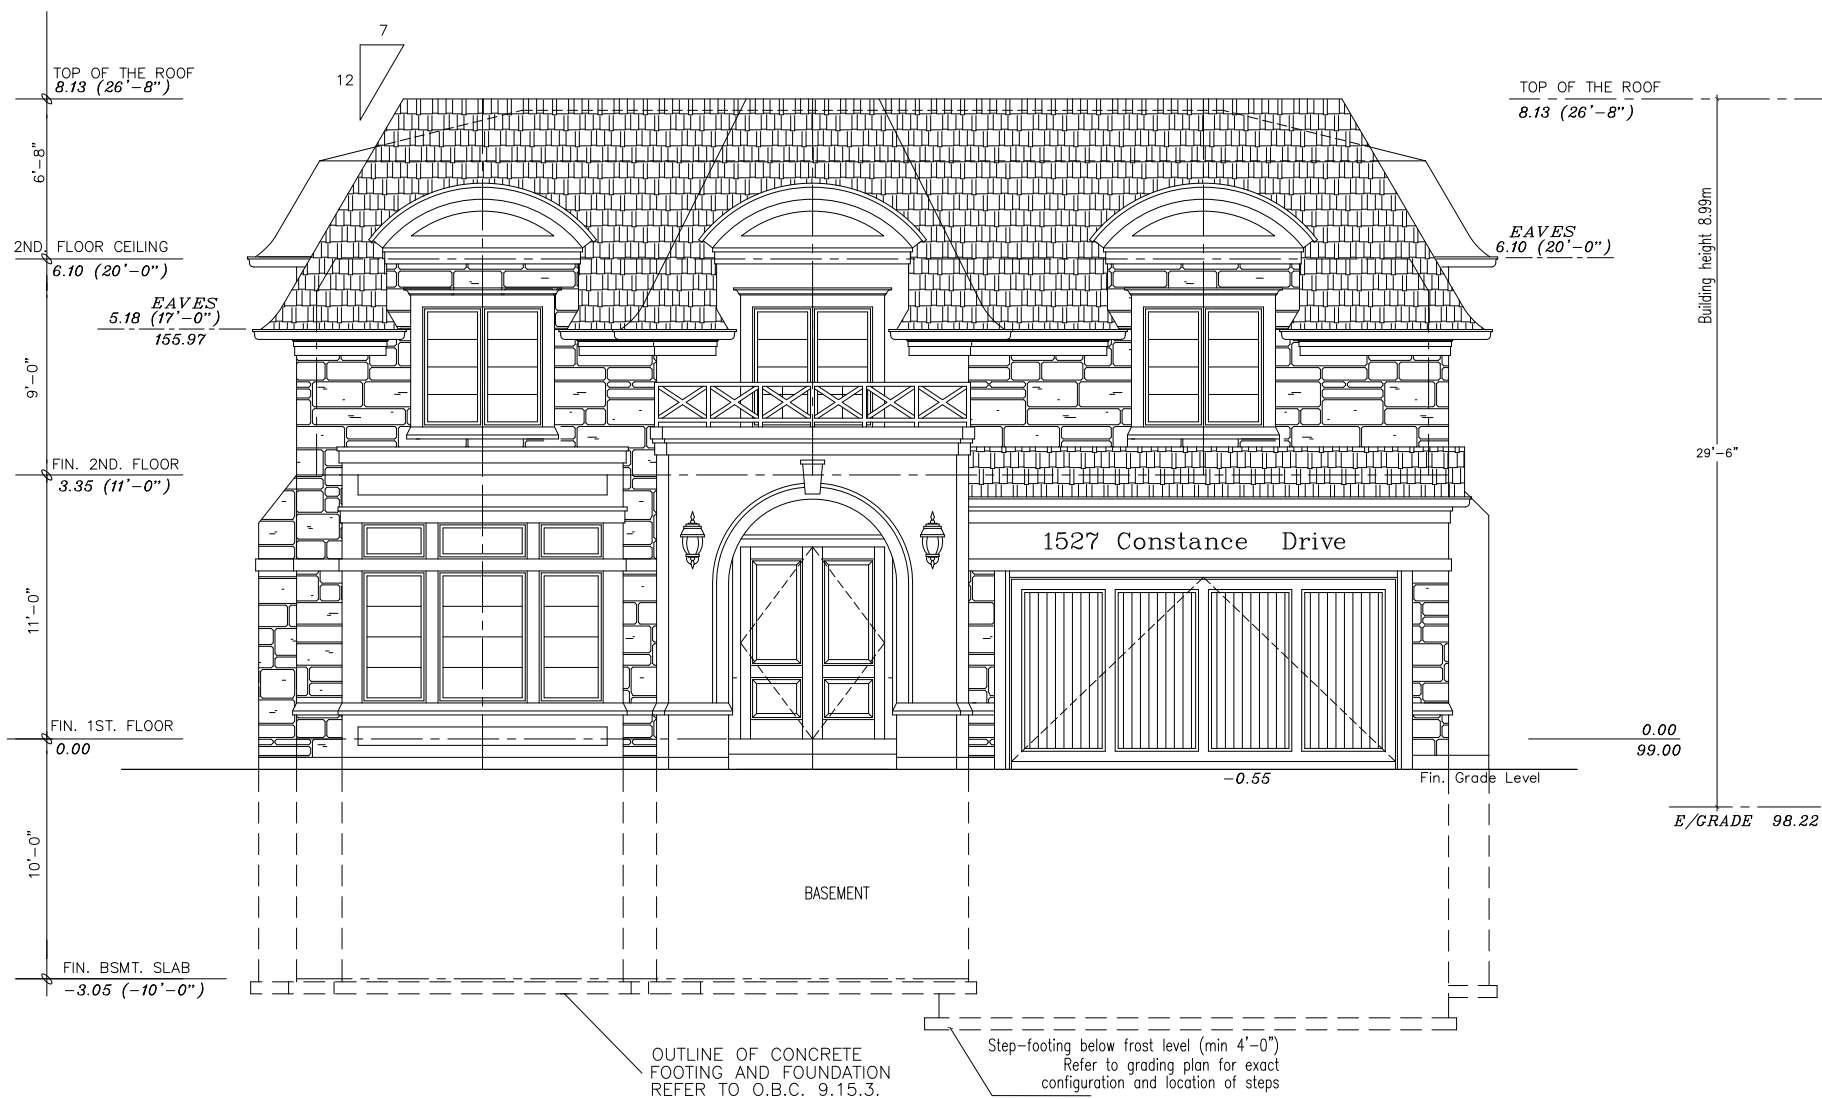 7
12
TOP OF THE ROOF
8.13 (26'-8")
TOP OF THE ROOF
8.13 (26'-8")
6'-8"
Building height 8.99m
2ND. FLOOR CEILING
6.10 (20'-0")
EAVES
6.10 (20'-0")
EAVES
5.18 (17'-0")
155.97
9'-0"
29'-6"
FIN. 2ND. FLOOR
3.35 (11'-0")
1527 Constance Drive
11'-0"
FIN. 1ST. FLOOR
0.00
0.00
99.00
-0.55
Fin. Grade Level
E/GRADE 98.22
10'-0"
BASEMENT
FIN. BSMT. SLAB
-3.05 (-10'-0")
OUTLINE OF CONCRETE
FOOTING AND FOUNDATION
REFER TO O.B.C. 9.15.3.
Step-footing below frost level (min 4'-0")
Refer to grading plan for exact
configuration and location of steps